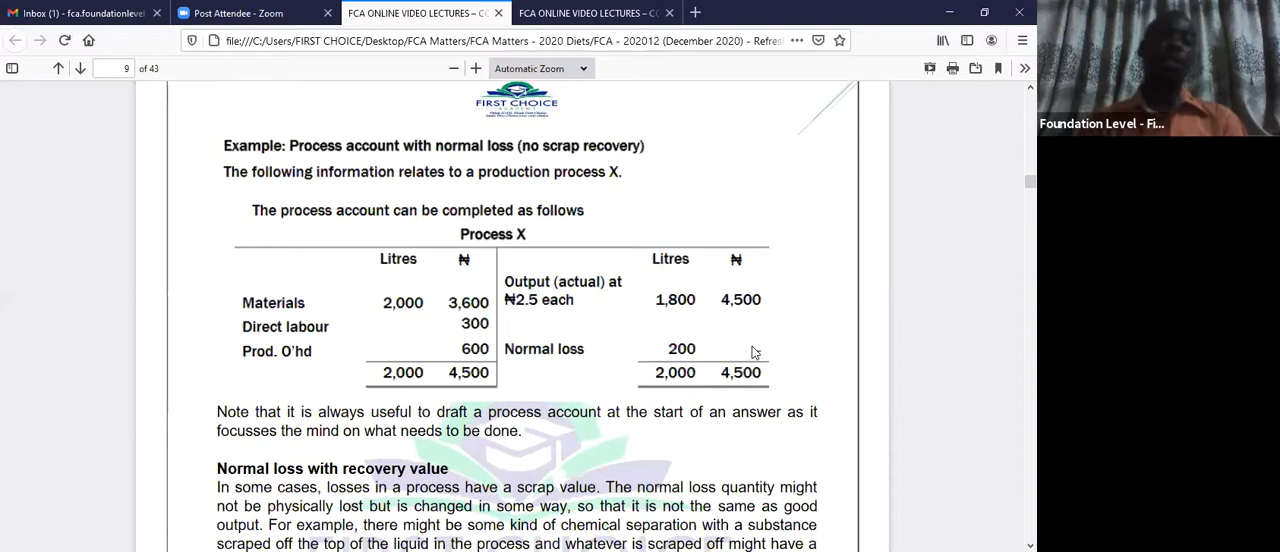 Inbox (1) - fca.foundationlevel
Post Attendee - Zoom
FCA ONLINE VIDEO LECTURES – CO
FCA ONLINE VIDEO LECTURES – CO
file:///C:/Users/FIRST CHOICE/Desktop/FCA Matters/FCA Matters - 2020 Diets/FCA - 202012 (December 2020) - Refres
9 of 43
Automatic Zoom
Foundation Level - Fi...
FIRST CHOICE
ACADEMY
Example: Process account with normal loss (no scrap recovery)
The following information relates to a production process X.
The process account can be completed as follows
Process X
Litres ₦ Litres ₦
Output (actual) at
Materials 2,000 3,600 ₦2.5 each 1,800 4,500
Direct labour 300
Prod. O'hd 600 Normal loss 200
2,000 4,500 2,000 4,500
Note that it is always useful to draft a process account at the start of an answer as it
focusses the mind on what needs to be done.
Normal loss with recovery value
In some cases, losses in a process have a scrap value. The normal loss quantity might
not be physically lost but is changed in some way, so that it is not the same as good
output. For example, there might be some kind of chemical separation with a substance
scraped off the top of the liquid in the process and whatever is scraped off might have a